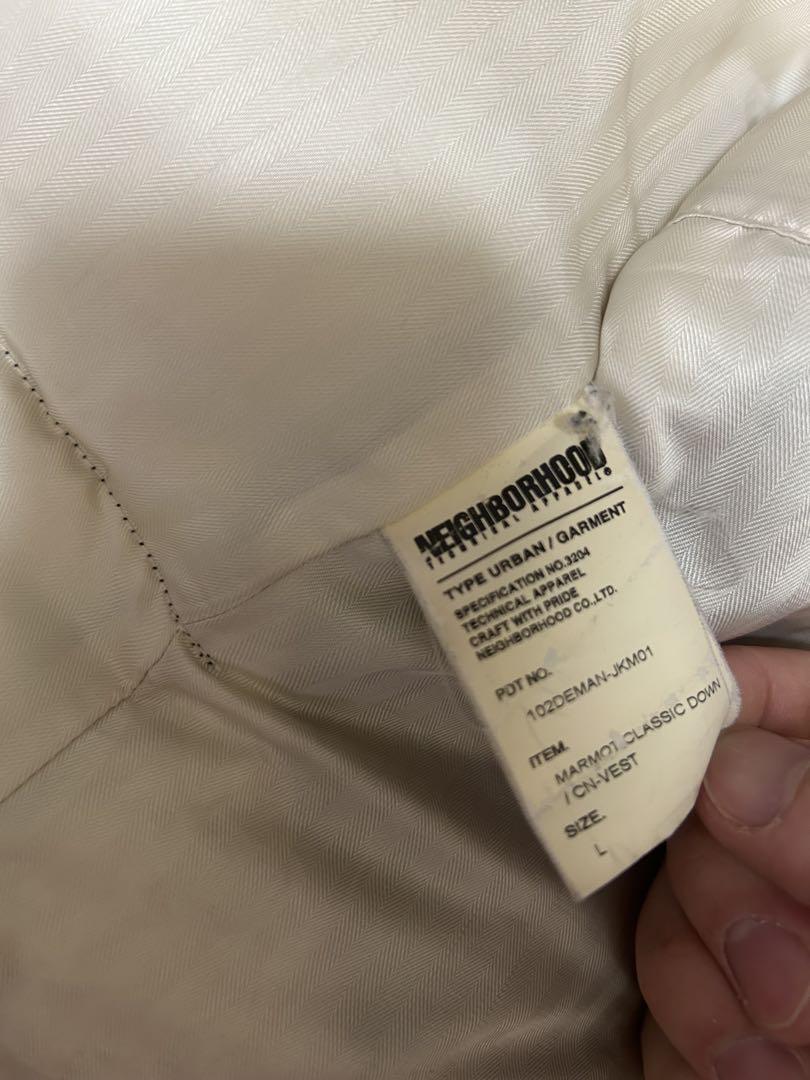 NEIGHBORHOOD
TECHNICAL APPAREL®
TYPE URBAN / GARMENT
SPECIFICATION NO.3204
TECHNICAL APPAREL
CRAFT WITH PRIDE
NEIGHBORHOOD CO.,LTD.
PDT NO.
102DEMAN-JKM01
ITEM.
MARMOT CLASSIC DOWN
/ CN-VEST
SIZE.
L